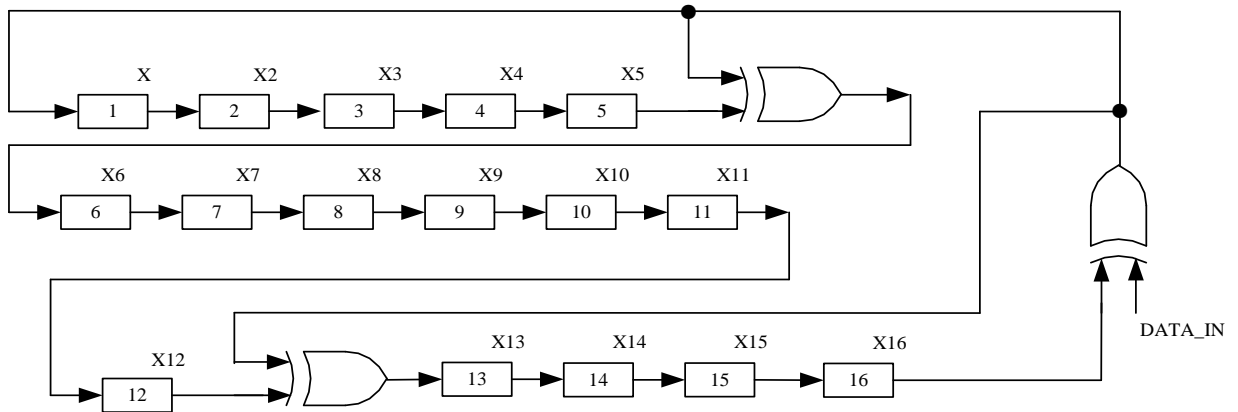 X X2 X3 X4 X5
1 2 3 4 5
X6 X7 X8 X9 X10 X11
6 7 8 9 10 11
DATA_IN
X12 X13 X14 X15 X16
12 13 14 15 16